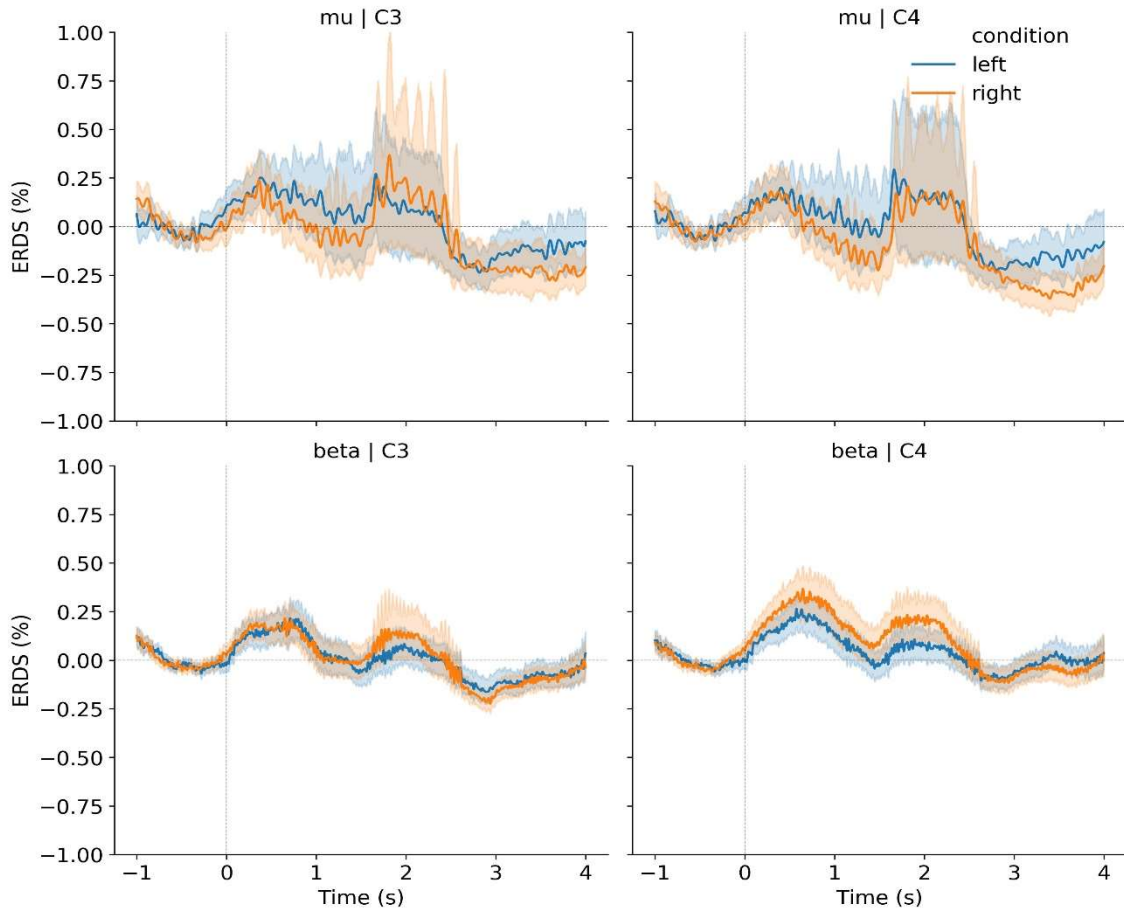 mu | C3
mu | C4
condition
left
right
ERDS (%)
1.00
0.75
0.50
0.25
0.00
−0.25
−0.50
−0.75
−1.00
beta | C3
beta | C4
ERDS (%)
1.00
0.75
0.50
0.25
0.00
−0.25
−0.50
−0.75
−1.00
−1 0 1 2 3 4
−1 0 1 2 3 4
Time (s)
Time (s)